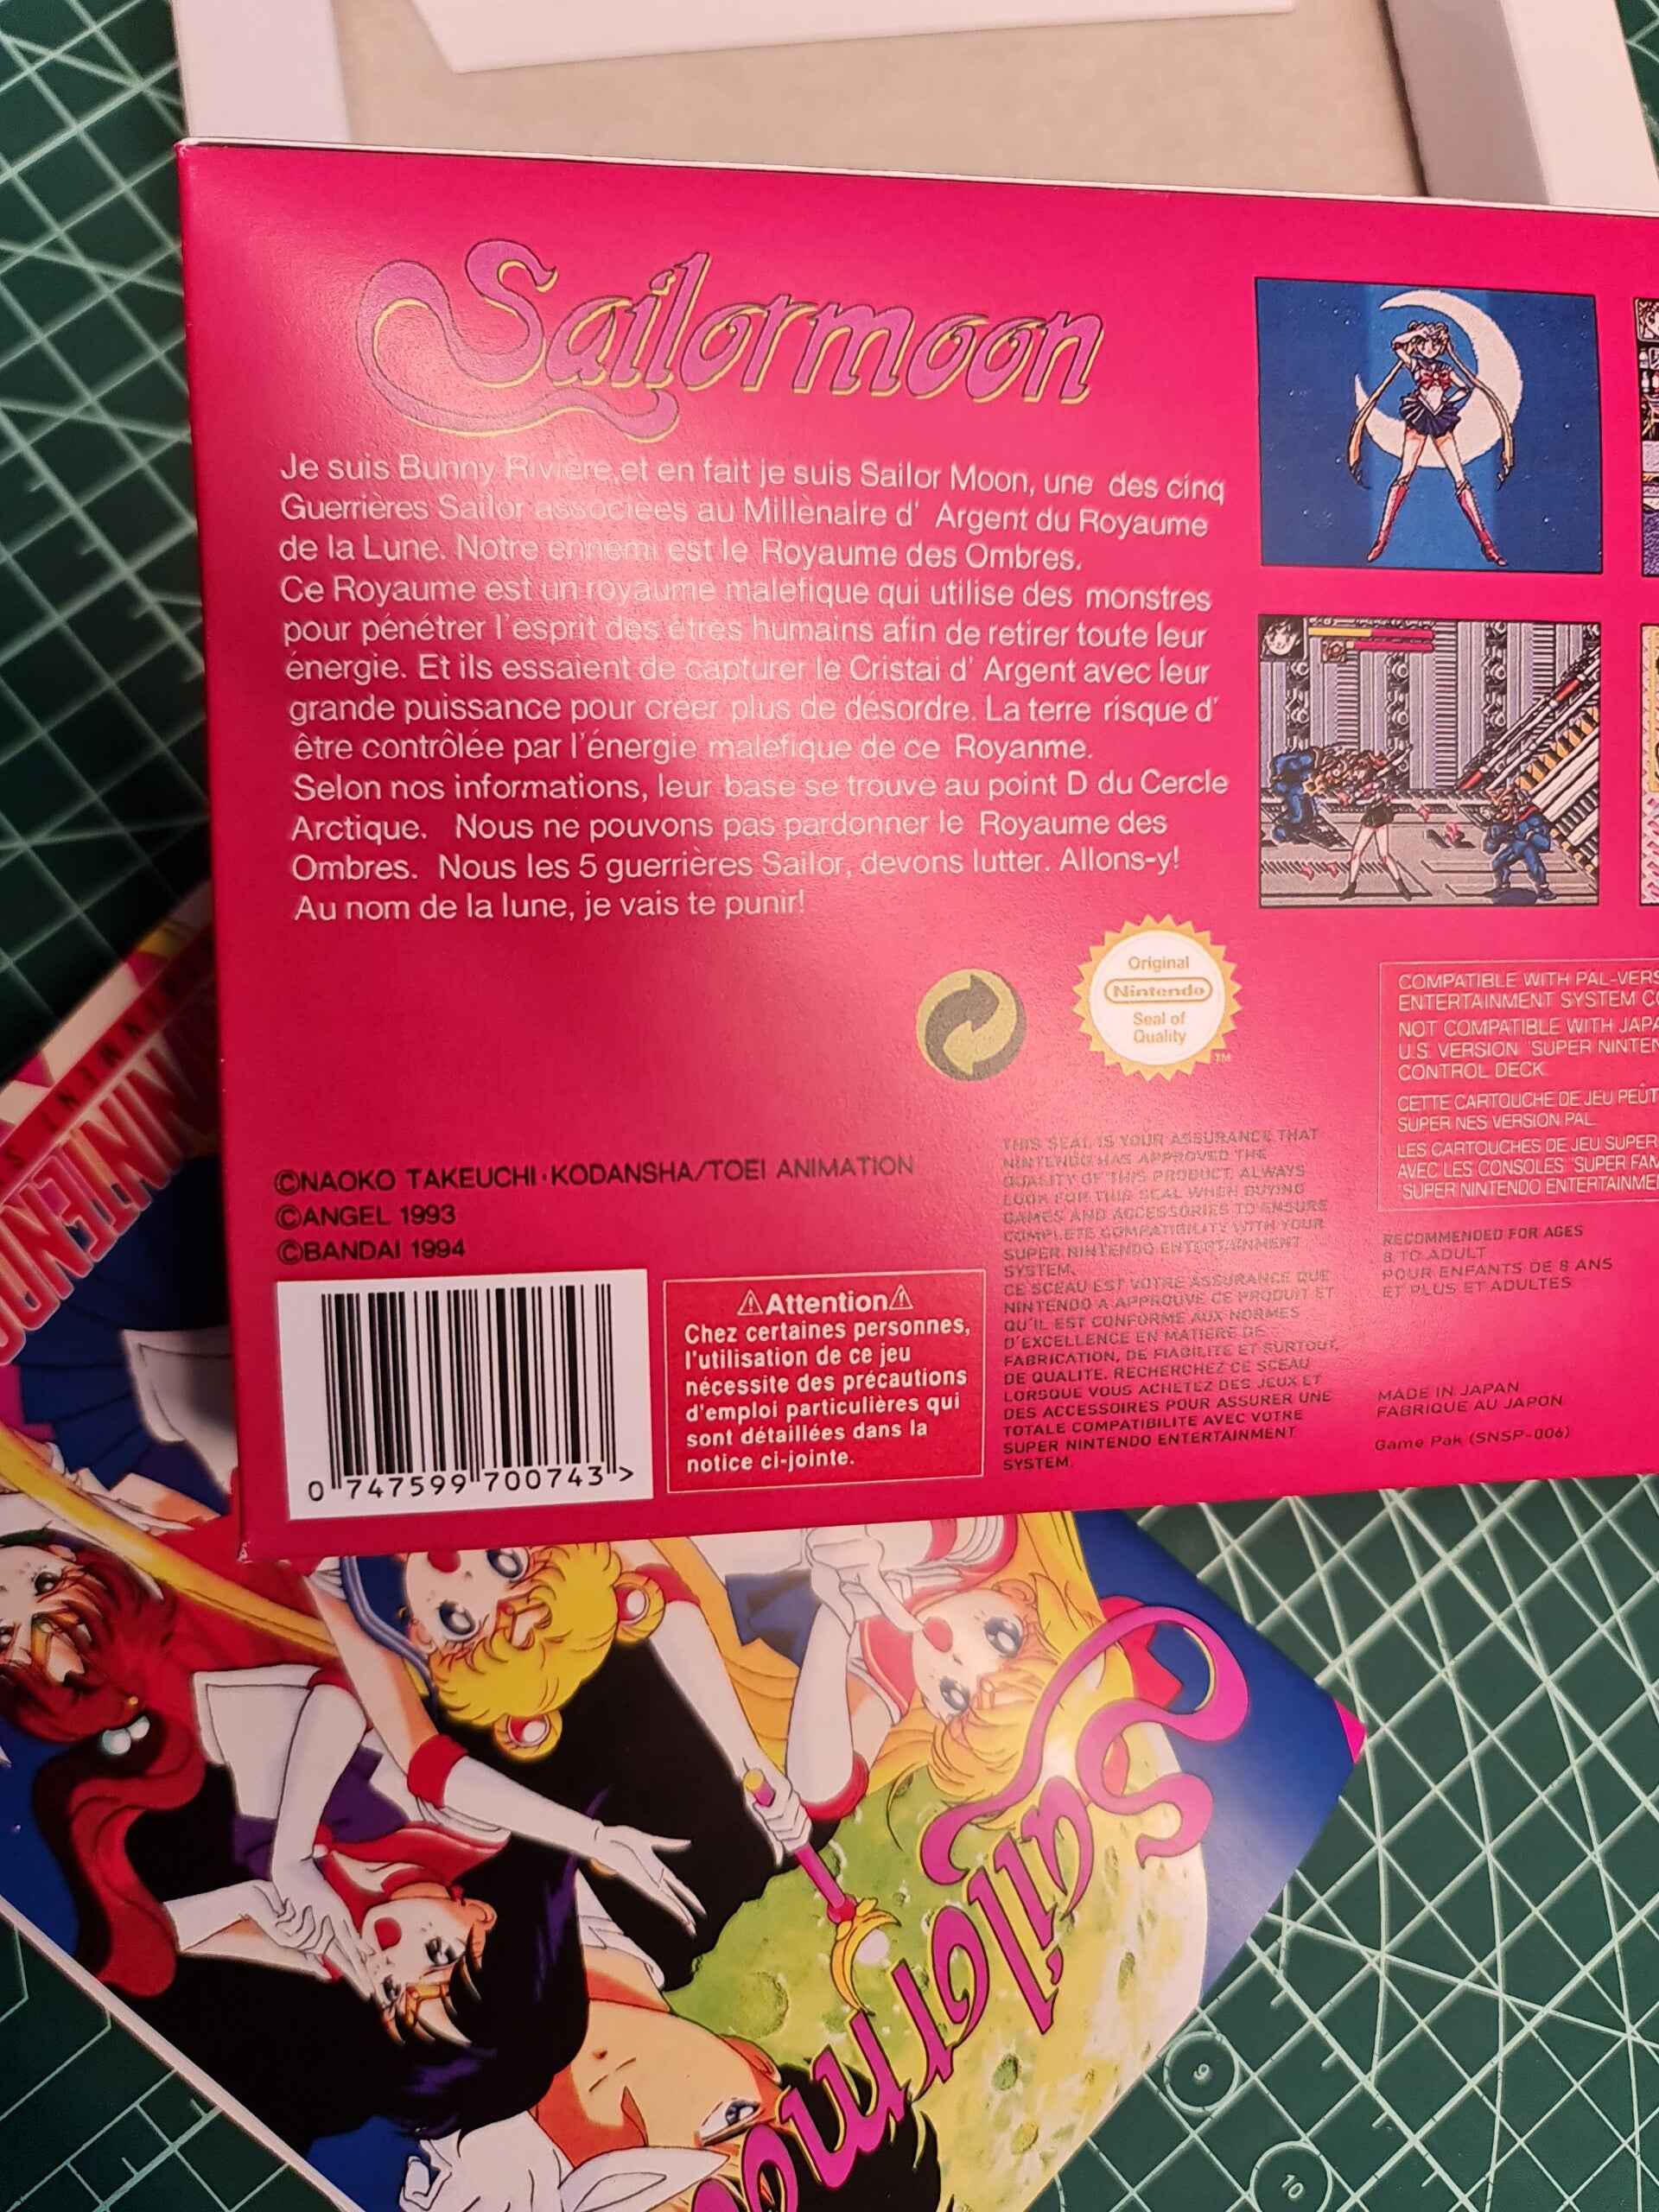 Sailormoon
Je suis Bunny Rivière,et en fait je suis Sailor Moon, une des cinq
Guerrières Sailor associées au Millènaire d' Argent du Royaume
de la Lune. Notre ennemi est le Royaume des Ombres.
Ce Royaume est un royaume malefique qui utilise des monstres
pour pénétrer l'esprit des êtres humains afin de retirer toute leur
énergie. Et ils essaient de capturer le Cristai d' Argent avec leur
grande puissance pour créer plus de désordre. La terre risque d'
être contrôlée par l'énergie malefique de ce Royanme.
Selon nos informations, leur base se trouve au point D du Cercle
Arctique. Nous ne pouvons pas pardonner le Royaume des
Ombres. Nous les 5 guerrières Sailor, devons lutter. Allons-y!
Au nom de la lune, je vais te punir!
Original
Nintendo
Seal of
Quality
TM
COMPATIBLE WITH PAL-VERS
ENTERTAINMENT SYSTEM CO
NOT COMPATIBLE WITH JAPA
U.S. VERSION "SUPER NINTEN
CONTROL DECK.
CETTE CARTOUCHE DE JEU PEÛT
SUPER NES VERSION PAL.
LES CARTOUCHES DE JEU SUPER
AVEC LES CONSOLES "SUPER FAM
"SUPER NINTENDO ENTERTAINME
©NAOKO TAKEUCHI·KODANSHA/TOEI ANIMATION
©ANGEL 1993
©BANDAI 1994
THIS SEAL IS YOUR ASSURANCE THAT
NINTENDO HAS APPROVED THE
QUALITY OF THIS PRODUCT. ALWAYS
LOOK FOR THIS SEAL WHEN BUYING
GAMES AND ACCESSORIES TO ENSURE
COMPLETE COMPATIBILITY WITH YOUR
SUPER NINTENDO ENTERTAINMENT
SYSTEM.
CE SCEAU EST VOTRE ASSURANCE QUE
NINTENDO A APPROUVE CE PRODUIT ET
QU'IL EST CONFORME AUX NORMES
D'EXCELLENCE EN MATIERE DE
FABRICATION, DE FIABILITE ET SURTOUT,
DE QUALITE. RECHERCHEZ CE SCEAU
LORSQUE VOUS ACHETEZ DES JEUX ET
DES ACCESSOIRES POUR ASSURER UNE
TOTALE COMPATIBILITE AVEC VOTRE
SUPER NINTENDO ENTERTAINMENT
SYSTEM.
RECOMMENDED FOR AGES
8 TO ADULT
POUR ENFANTS DE 8 ANS
ET PLUS ET ADULTES
MADE IN JAPAN
FABRIQUE AU JAPON
Game Pak (SNSP-006)
0 747599 700743 >
⚠Attention⚠
Chez certaines personnes,
l'utilisation de ce jeu
nécessite des précautions
d'emploi particulières qui
sont détaillées dans la
notice ci-jointe.
NINTENDO
Sailormoo
9
10